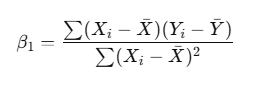 β₁ = ∑(Xᵢ − X̄)(Yᵢ − Ȳ) / ∑(Xᵢ − X̄)²